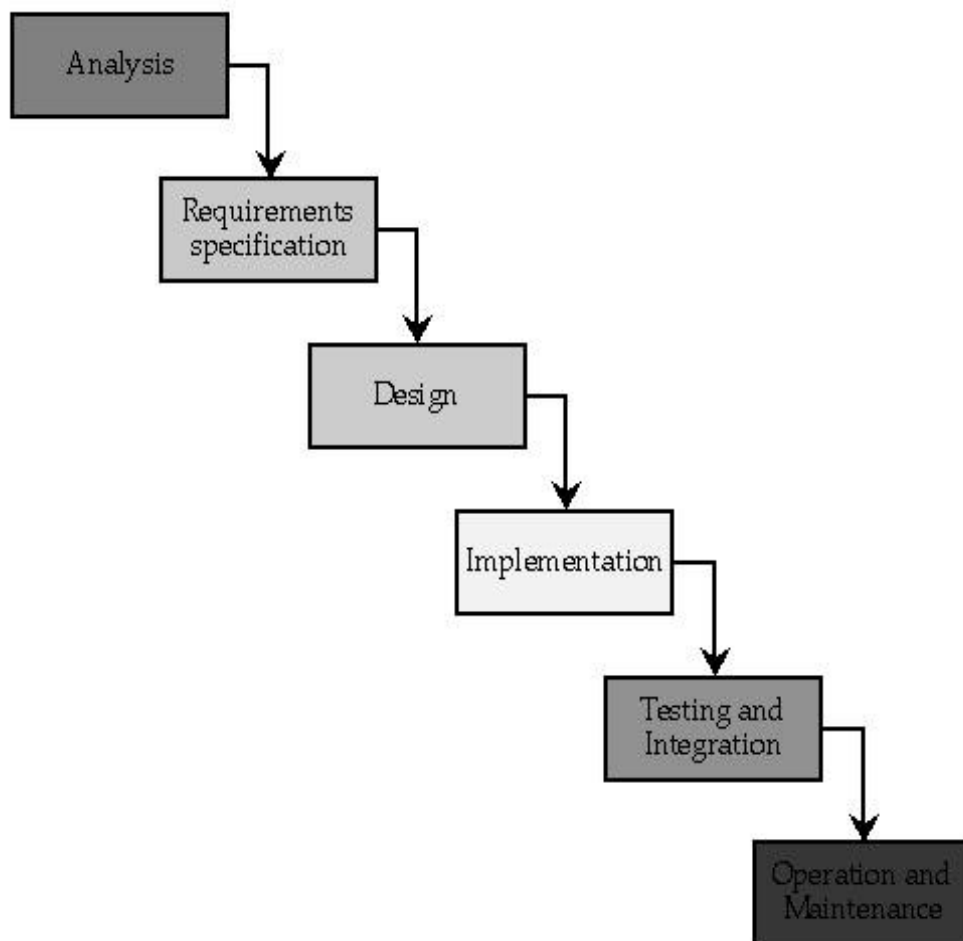 Analysis
Requirements
specification
Design
Implementation
Testing and
Integration
Operation and
Maintenance